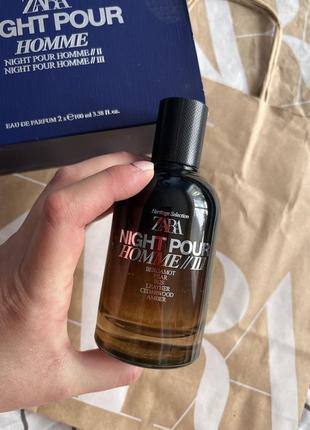 ZARA
NIGHT POUR
HOMME
NIGHT POUR HOMME//II
NIGHT POUR HOMME//III
EAU DE PARFUM 2 x ℮100 ml 3.38 fl. oz.
Heritage Selection
ZARA
NIGHT POUR
HOMME//II
BERGAMOT
PEAR
LEATHER
CEDARWOOD
AMBER